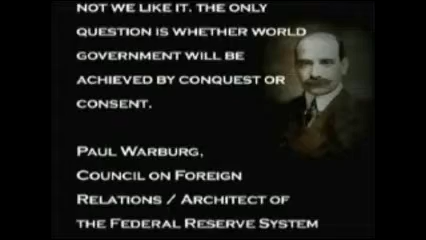 NOT WE LIKE IT. THE ONLY
QUESTION IS WHETHER WORLD
GOVERNMENT WILL BE
ACHIEVED BY CONQUEST OR
CONSENT.
PAUL WARBURG,
COUNCIL ON FOREIGN
RELATIONS / ARCHITECT OF
THE FEDERAL RESERVE SYSTEM